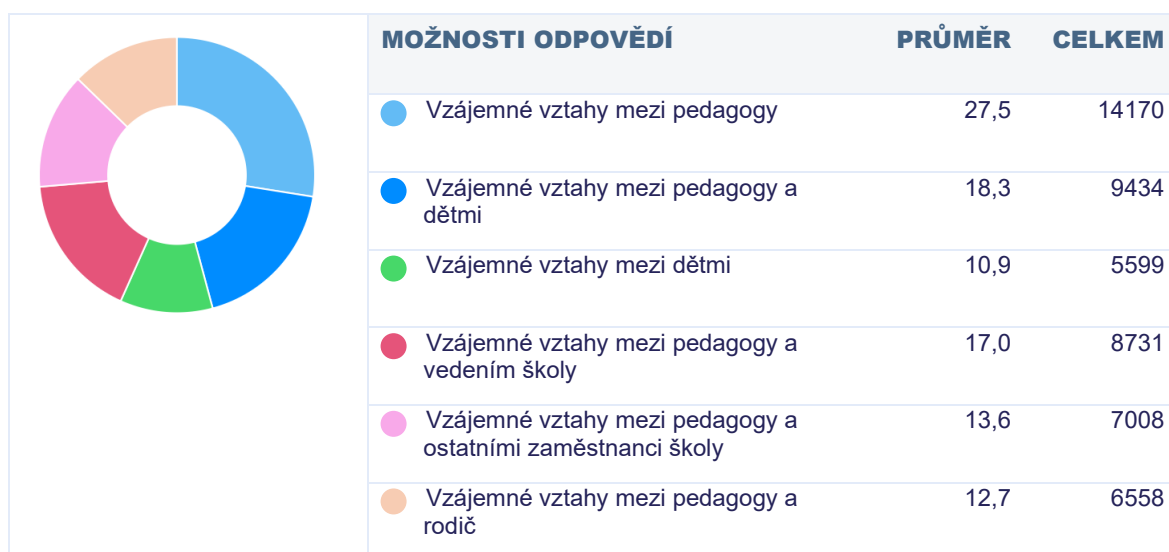 MOŽNOSTI ODPOVĚDÍ PRŮMĚR CELKEM
Vzájemné vztahy mezi pedagogy 27,5 14170
Vzájemné vztahy mezi pedagogy a 18,3 9434
dětmi
Vzájemné vztahy mezi dětmi 10,9 5599
Vzájemné vztahy mezi pedagogy a 17,0 8731
vedením školy
Vzájemné vztahy mezi pedagogy a 13,6 7008
ostatními zaměstnanci školy
Vzájemné vztahy mezi pedagogy a 12,7 6558
rodič